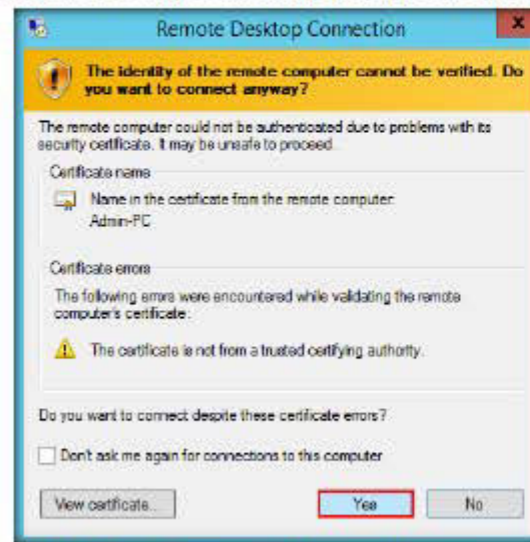 Remote Desktop Connection
x
The identity of the remote computer cannot be verified. Do
you want to connect anyway?
The remote computer could not be authenticated due to problems with its
security certificate. It may be unsafe to proceed.
Certificate name
Name in the certificate from the remote computer:
Admin-PC
Certificate errors
The following errors were encountered while validating the remote
computer's certificate:
The certificate is not from a trusted certifying authority.
Do you want to connect despite these certificate errors?
Don't ask me again for connections to this computer
View certificate...
Yes
No